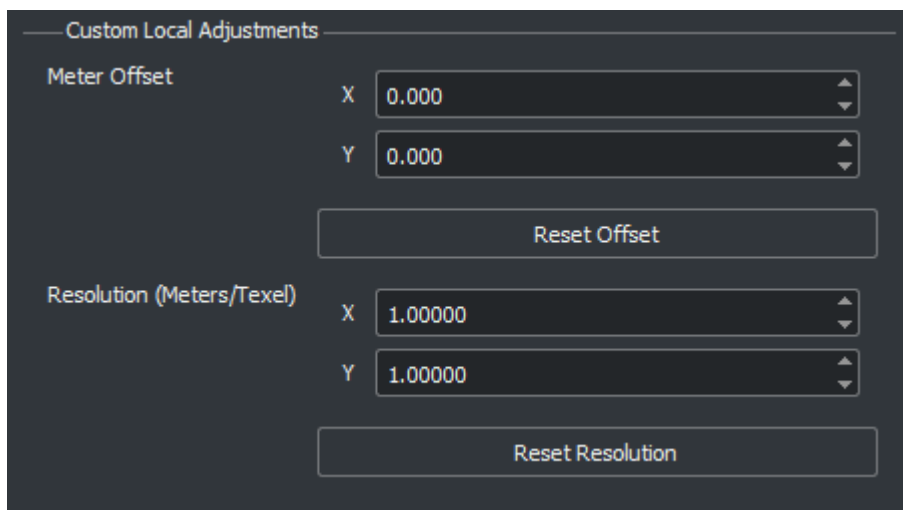 Custom Local Adjustments
Meter Offset
X 0.000
Y 0.000
Reset Offset
Resolution (Meters/Texel)
X 1.00000
Y 1.00000
Reset Resolution